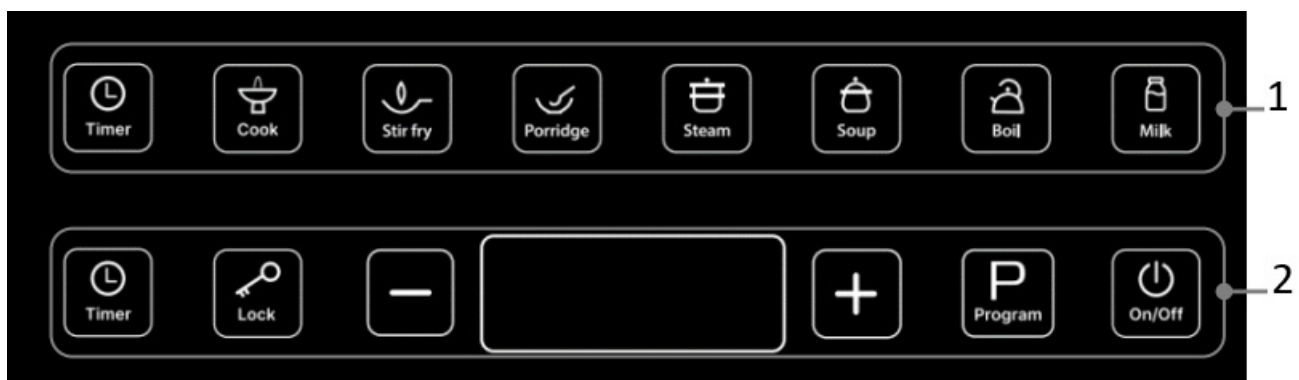 Timer Cook Stir fry Porridge Steam Soup Boil Milk 1
Timer Lock − + P Program On/Off 2